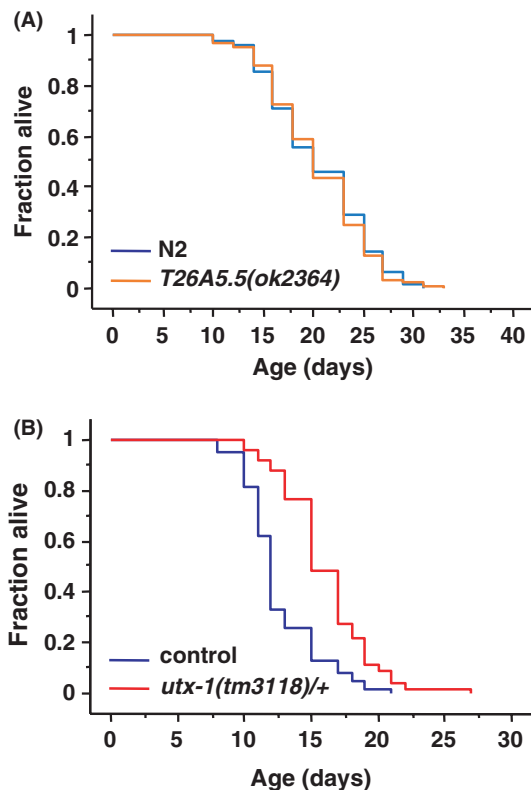 (A)
Fraction alive
1
0.8
0.6
0.4
0.2
0
N2
T26A5.5(ok2364)
0 5 10 15 20 25 30 35 40
Age (days)
(B)
Fraction alive
1
0.8
0.6
0.4
0.2
0
control
utx-1(tm3118)/+
0 5 10 15 20 25 30
Age (days)